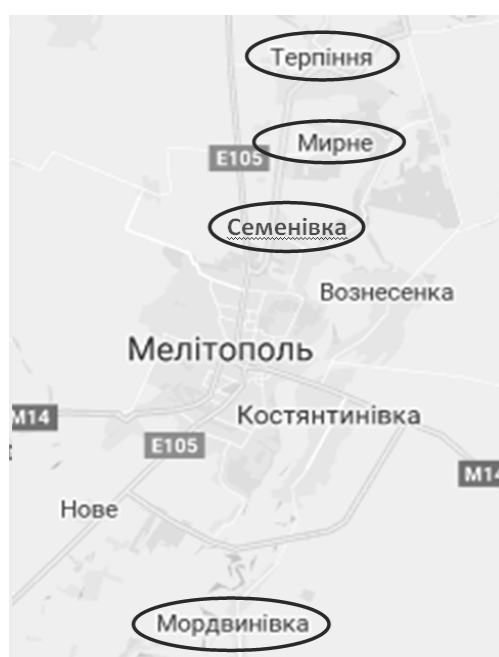 Терпіння
Мирне
E105
Семенівка
Вознесенка
Мелітополь
M14
Костянтинівка
E105
M14
Нове
Мордвинівка